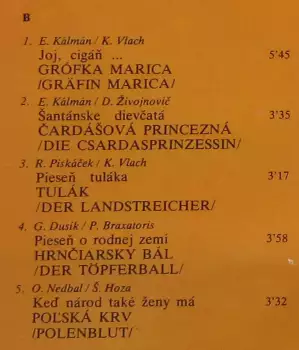 B
1. E. Kálmán/K. Vlach
Joj, cigáň ... 5'45
GRÓFKA MARICA
/GRÄFIN MARICA/
2. E. Kálmán/D. Živojnovič
Šantánske dievčatá 3'35
ČARDÁŠOVÁ PRINCEZNÁ
/DIE CSARDASPRINZESSIN/
3. R. Piskáček/K. Vlach
Pieseň tuláka 3'17
TULÁK
/DER LANDSTREICHER/
4. G. Dusík/P. Braxatoris
Pieseň o rodnej zemi 3'58
HRNČIARSKY BÁL
/DER TÖPFERBALL/
5. O. Nedbal/Š. Hoza
Keď národ také ženy má 3'32
POĽSKÁ KRV
/POLENBLUT/